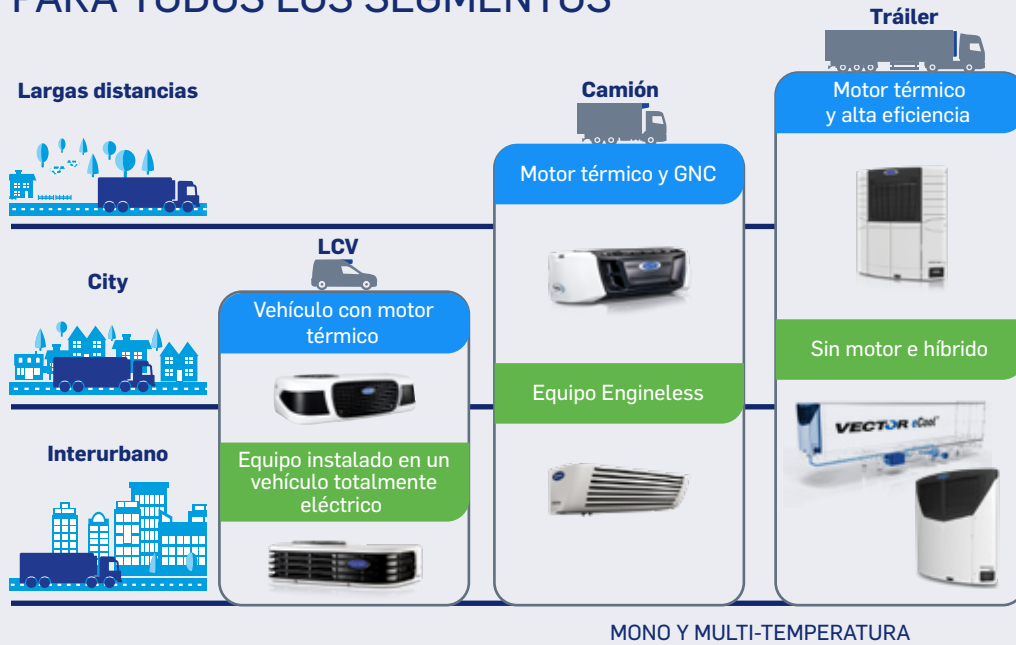 PARA TODOS LOS SEGMENTOS
Tráiler
Largas distancias
Camión
Motor térmico
y alta eficiencia
Motor térmico y GNC
LCV
City
Vehículo con motor
térmico
Sin motor e híbrido
Equipo Engineless
VECTOR eCool™
Interurbano
Equipo instalado en un
vehículo totalmente
eléctrico
MONO Y MULTI-TEMPERATURA